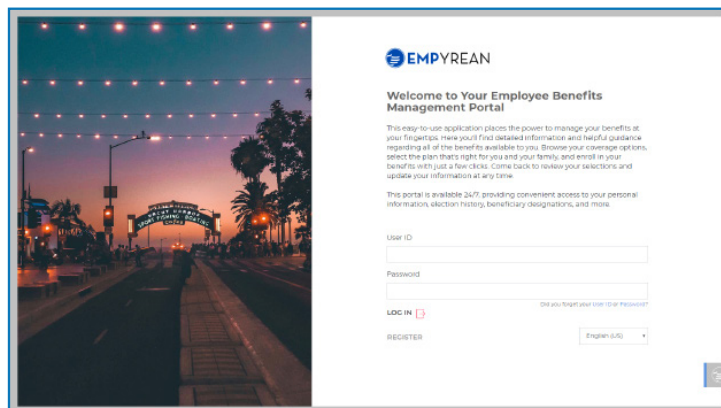 YACHT HARBOR
SPORT FISHING · BOATING
EMPYREAN
Welcome to Your Employee Benefits
Management Portal
This easy-to-use application places the power to manage your benefits at
your fingertips. Here you'll find detailed information and helpful guidance
regarding all of the benefits available to you. Browse your coverage options,
select the plan that's right for you and your family, and enroll in your
benefits with just a few clicks. Come back to review your selections and
update your information at any time.
This portal is available 24/7, providing convenient access to your personal
information, election history, beneficiary designations, and more.
User ID
Password
Did you forget your User ID or Password?
LOG IN
REGISTER
English (US)